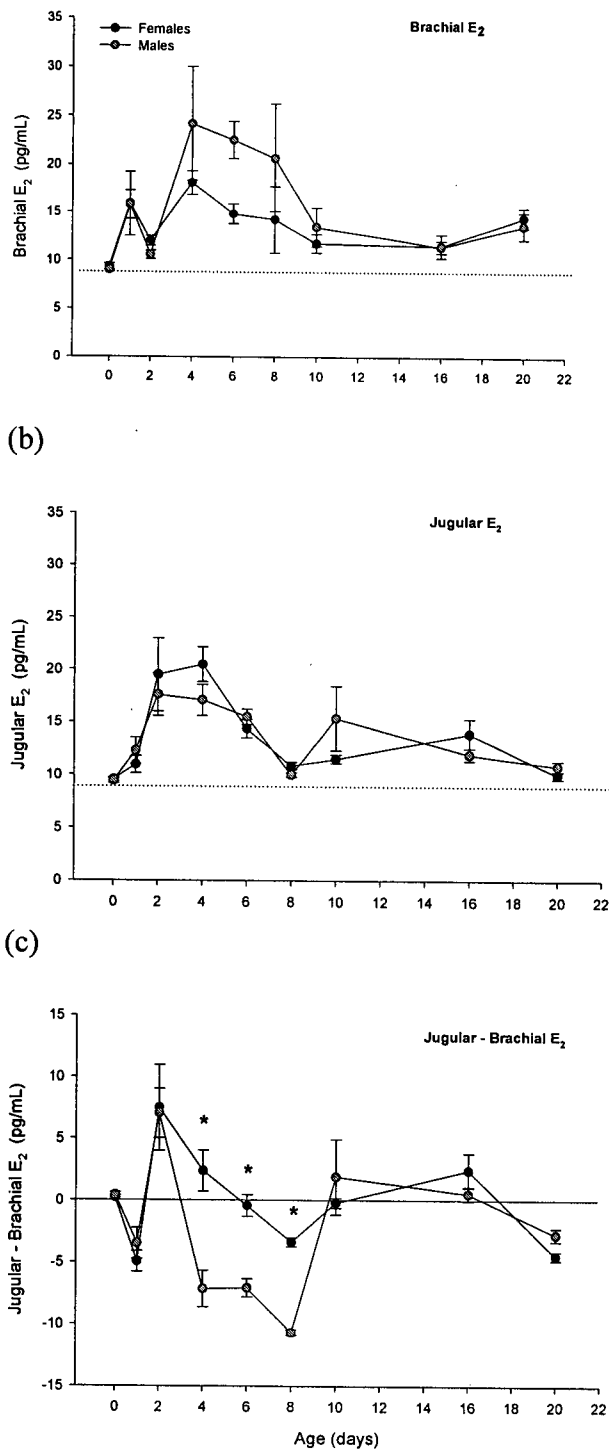 Females
Males
Brachial E2
Brachial E2 (pg/mL)
35
30
25
20
15
10
5
0
0 2 4 6 8 10 12 14 16 18 20 22
(b)
Jugular E2
Jugular E2 (pg/mL)
35
30
25
20
15
10
5
0
0 2 4 6 8 10 12 14 16 18 20 22
(c)
Jugular - Brachial E2
Jugular - Brachial E2 (pg/mL)
15
10
5
0
-5
-10
-15
* * *
0 2 4 6 8 10 12 14 16 18 20 22
Age (days)